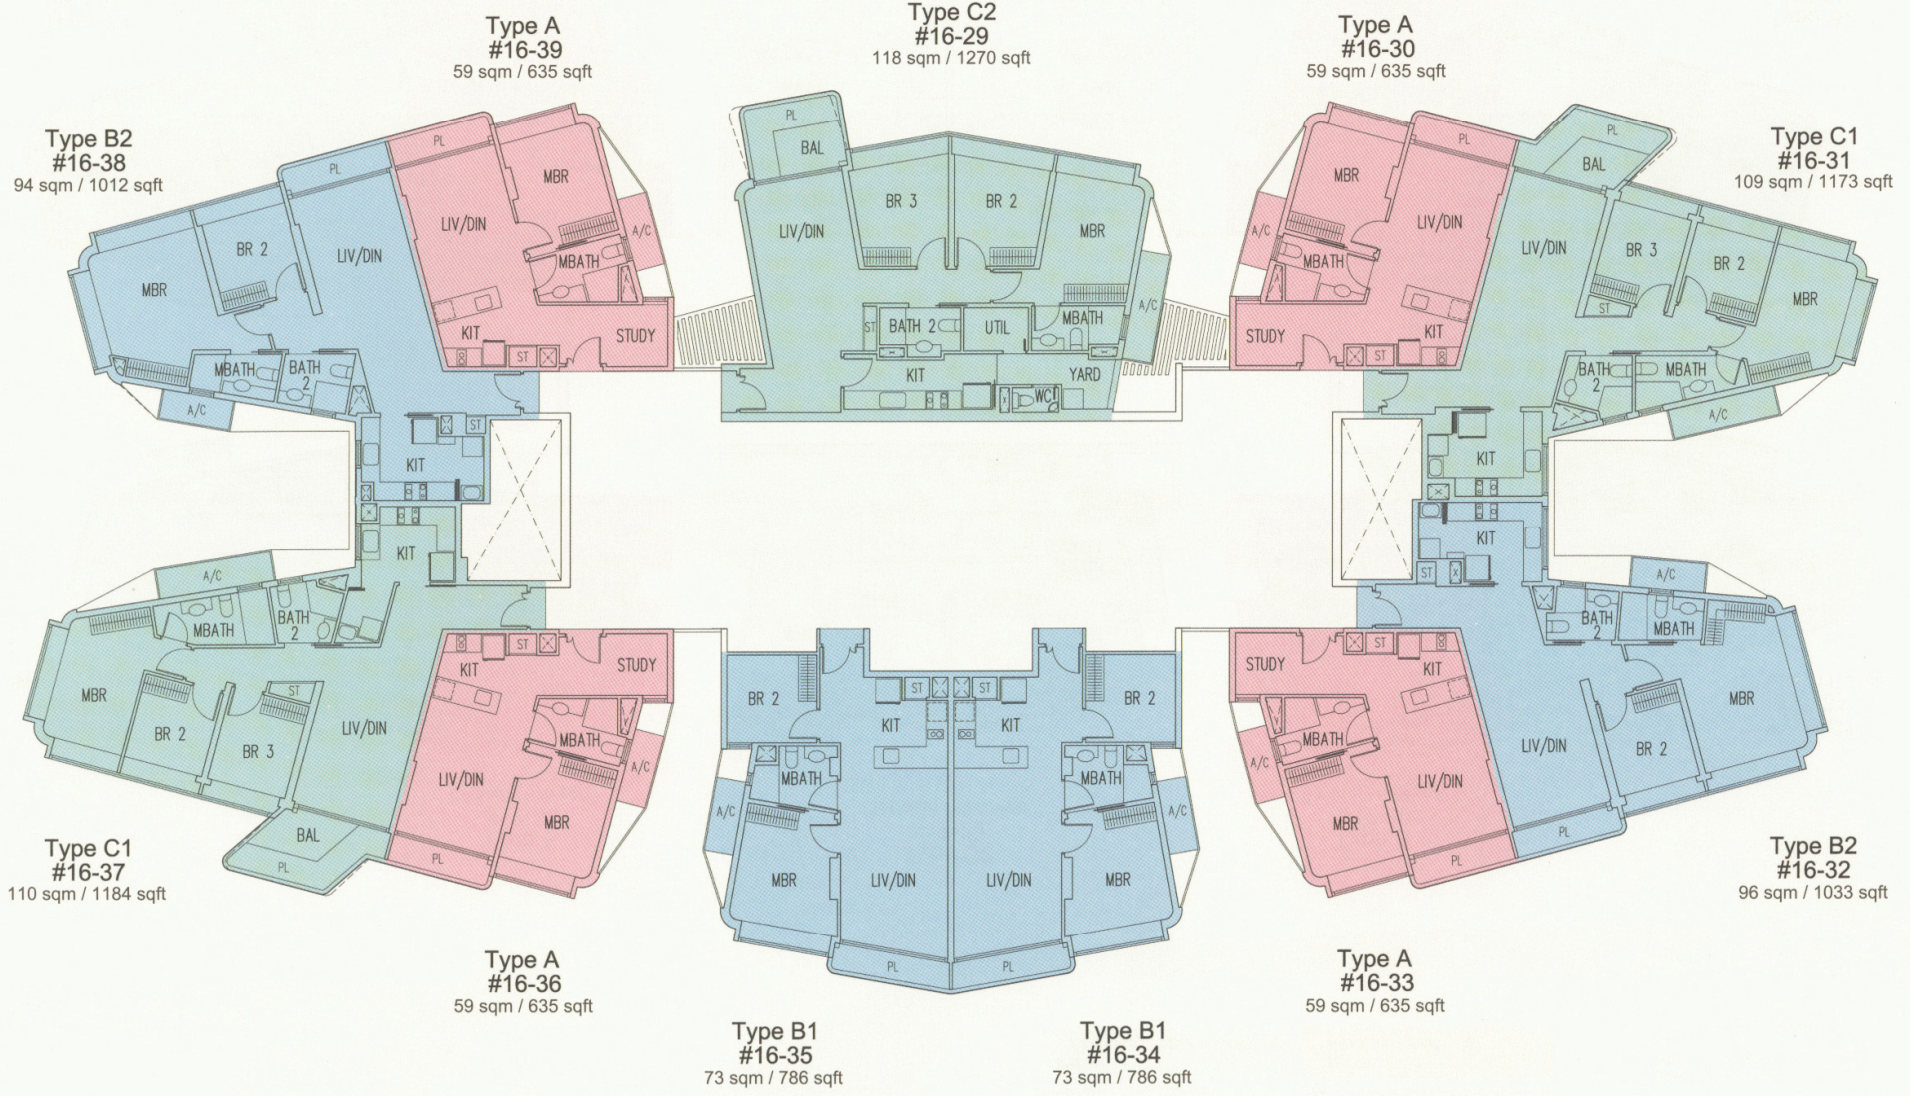 Type A
#16-39
59 sqm / 635 sqft
Type C2
#16-29
118 sqm / 1270 sqft
Type A
#16-30
59 sqm / 635 sqft
Type B2
#16-38
94 sqm / 1012 sqft
Type C1
#16-31
109 sqm / 1173 sqft
PL
LIV/DIN
BR 2
MBR
MBATH
BATH
2
A/C
KIT
ST
PL
MBR
LIV/DIN
A/C
MBATH
KIT
STUDY
ST
PL
BAL
LIV/DIN
BR 3
BR 2
MBR
A/C
ST
BATH 2
UTIL
MBATH
KIT
YARD
WC
PL
MBR
LIV/DIN
A/C
MBATH
STUDY
KIT
ST
PL
BAL
LIV/DIN
BR 3
BR 2
MBR
ST
BATH
2
MBATH
A/C
KIT
KIT
A/C
MBATH
BATH
2
ST
MBR
BR 2
BR 3
LIV/DIN
BAL
PL
KIT
ST
STUDY
MBATH
A/C
LIV/DIN
MBR
PL
BR 2
ST
KIT
MBATH
A/C
MBR
LIV/DIN
PL
ST
KIT
BR 2
MBATH
A/C
LIV/DIN
MBR
PL
STUDY
ST
KIT
MBATH
A/C
LIV/DIN
MBR
PL
KIT
ST
A/C
BATH
2
MBATH
MBR
LIV/DIN
BR 2
PL
Type C1
#16-37
110 sqm / 1184 sqft
Type B2
#16-32
96 sqm / 1033 sqft
Type A
#16-36
59 sqm / 635 sqft
Type A
#16-33
59 sqm / 635 sqft
Type B1
#16-35
73 sqm / 786 sqft
Type B1
#16-34
73 sqm / 786 sqft